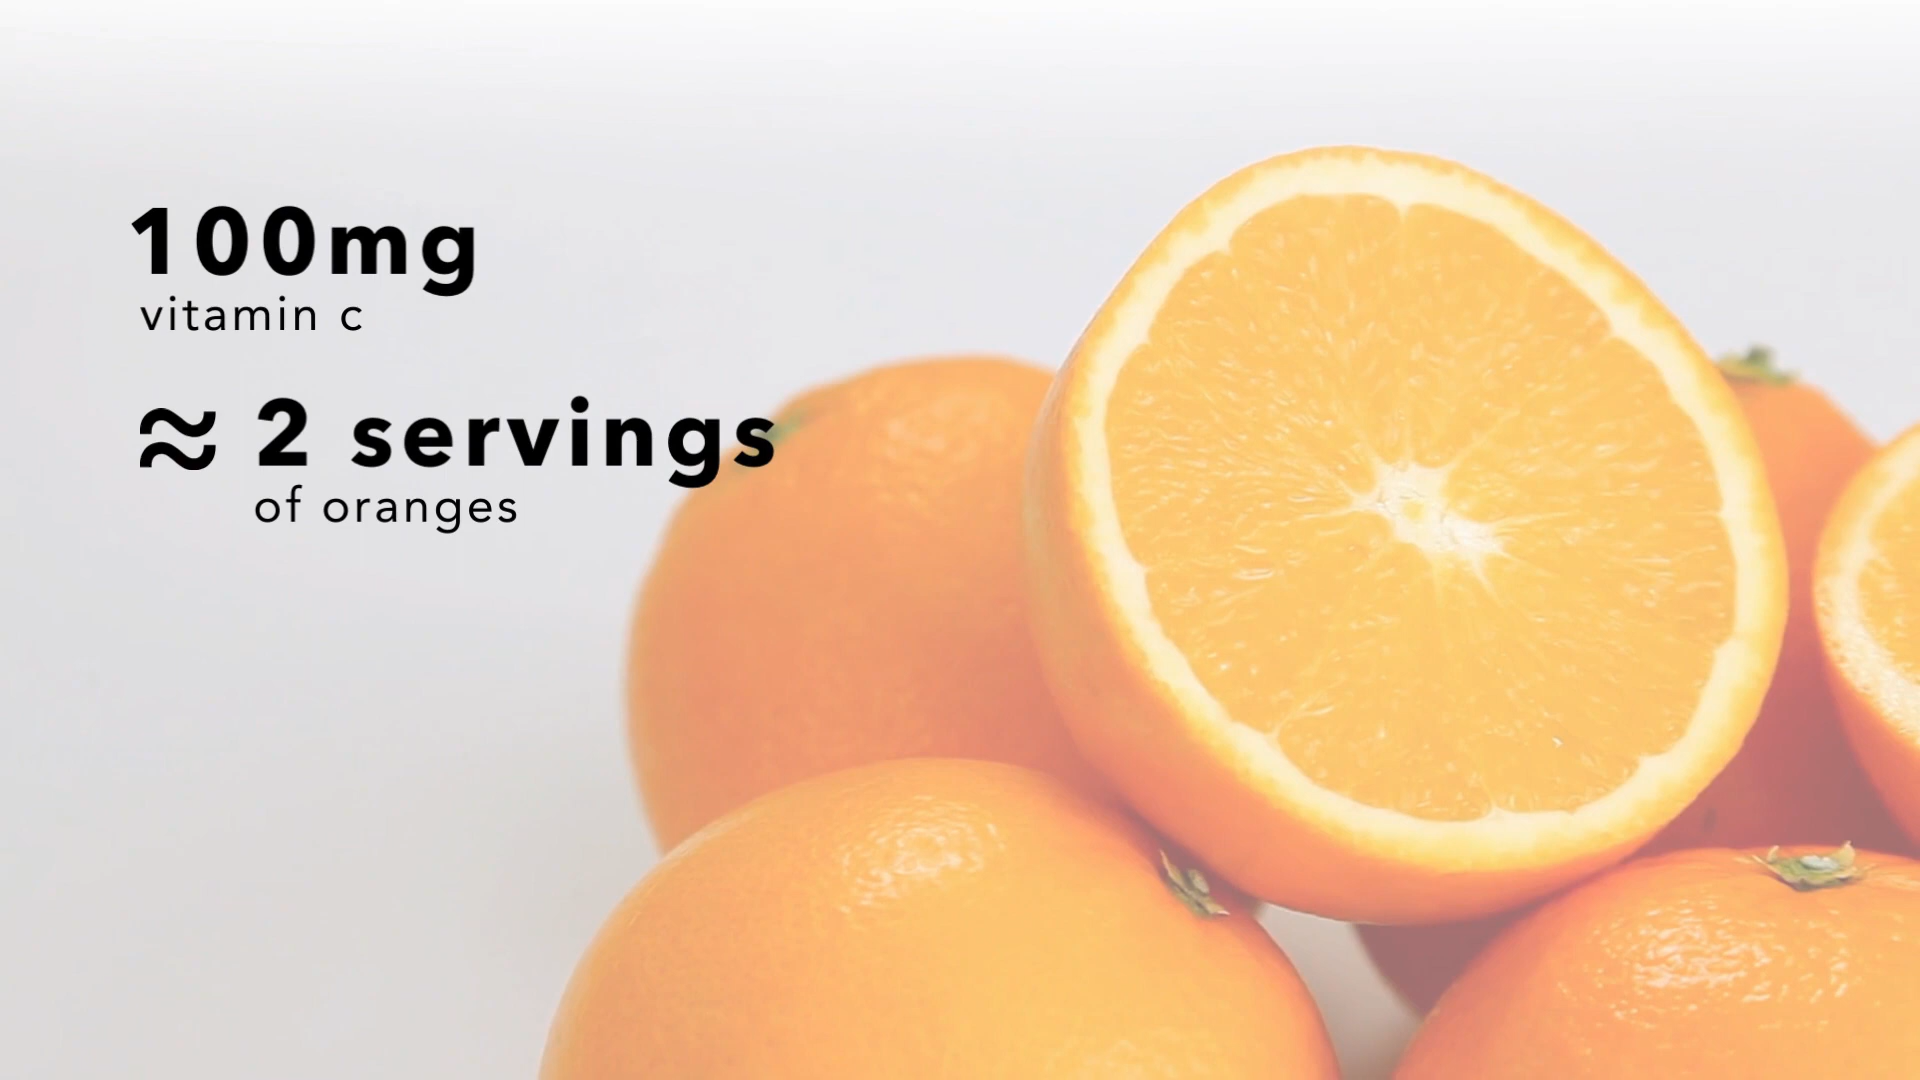 100mg
vitamin c
≈ 2 servings
of oranges